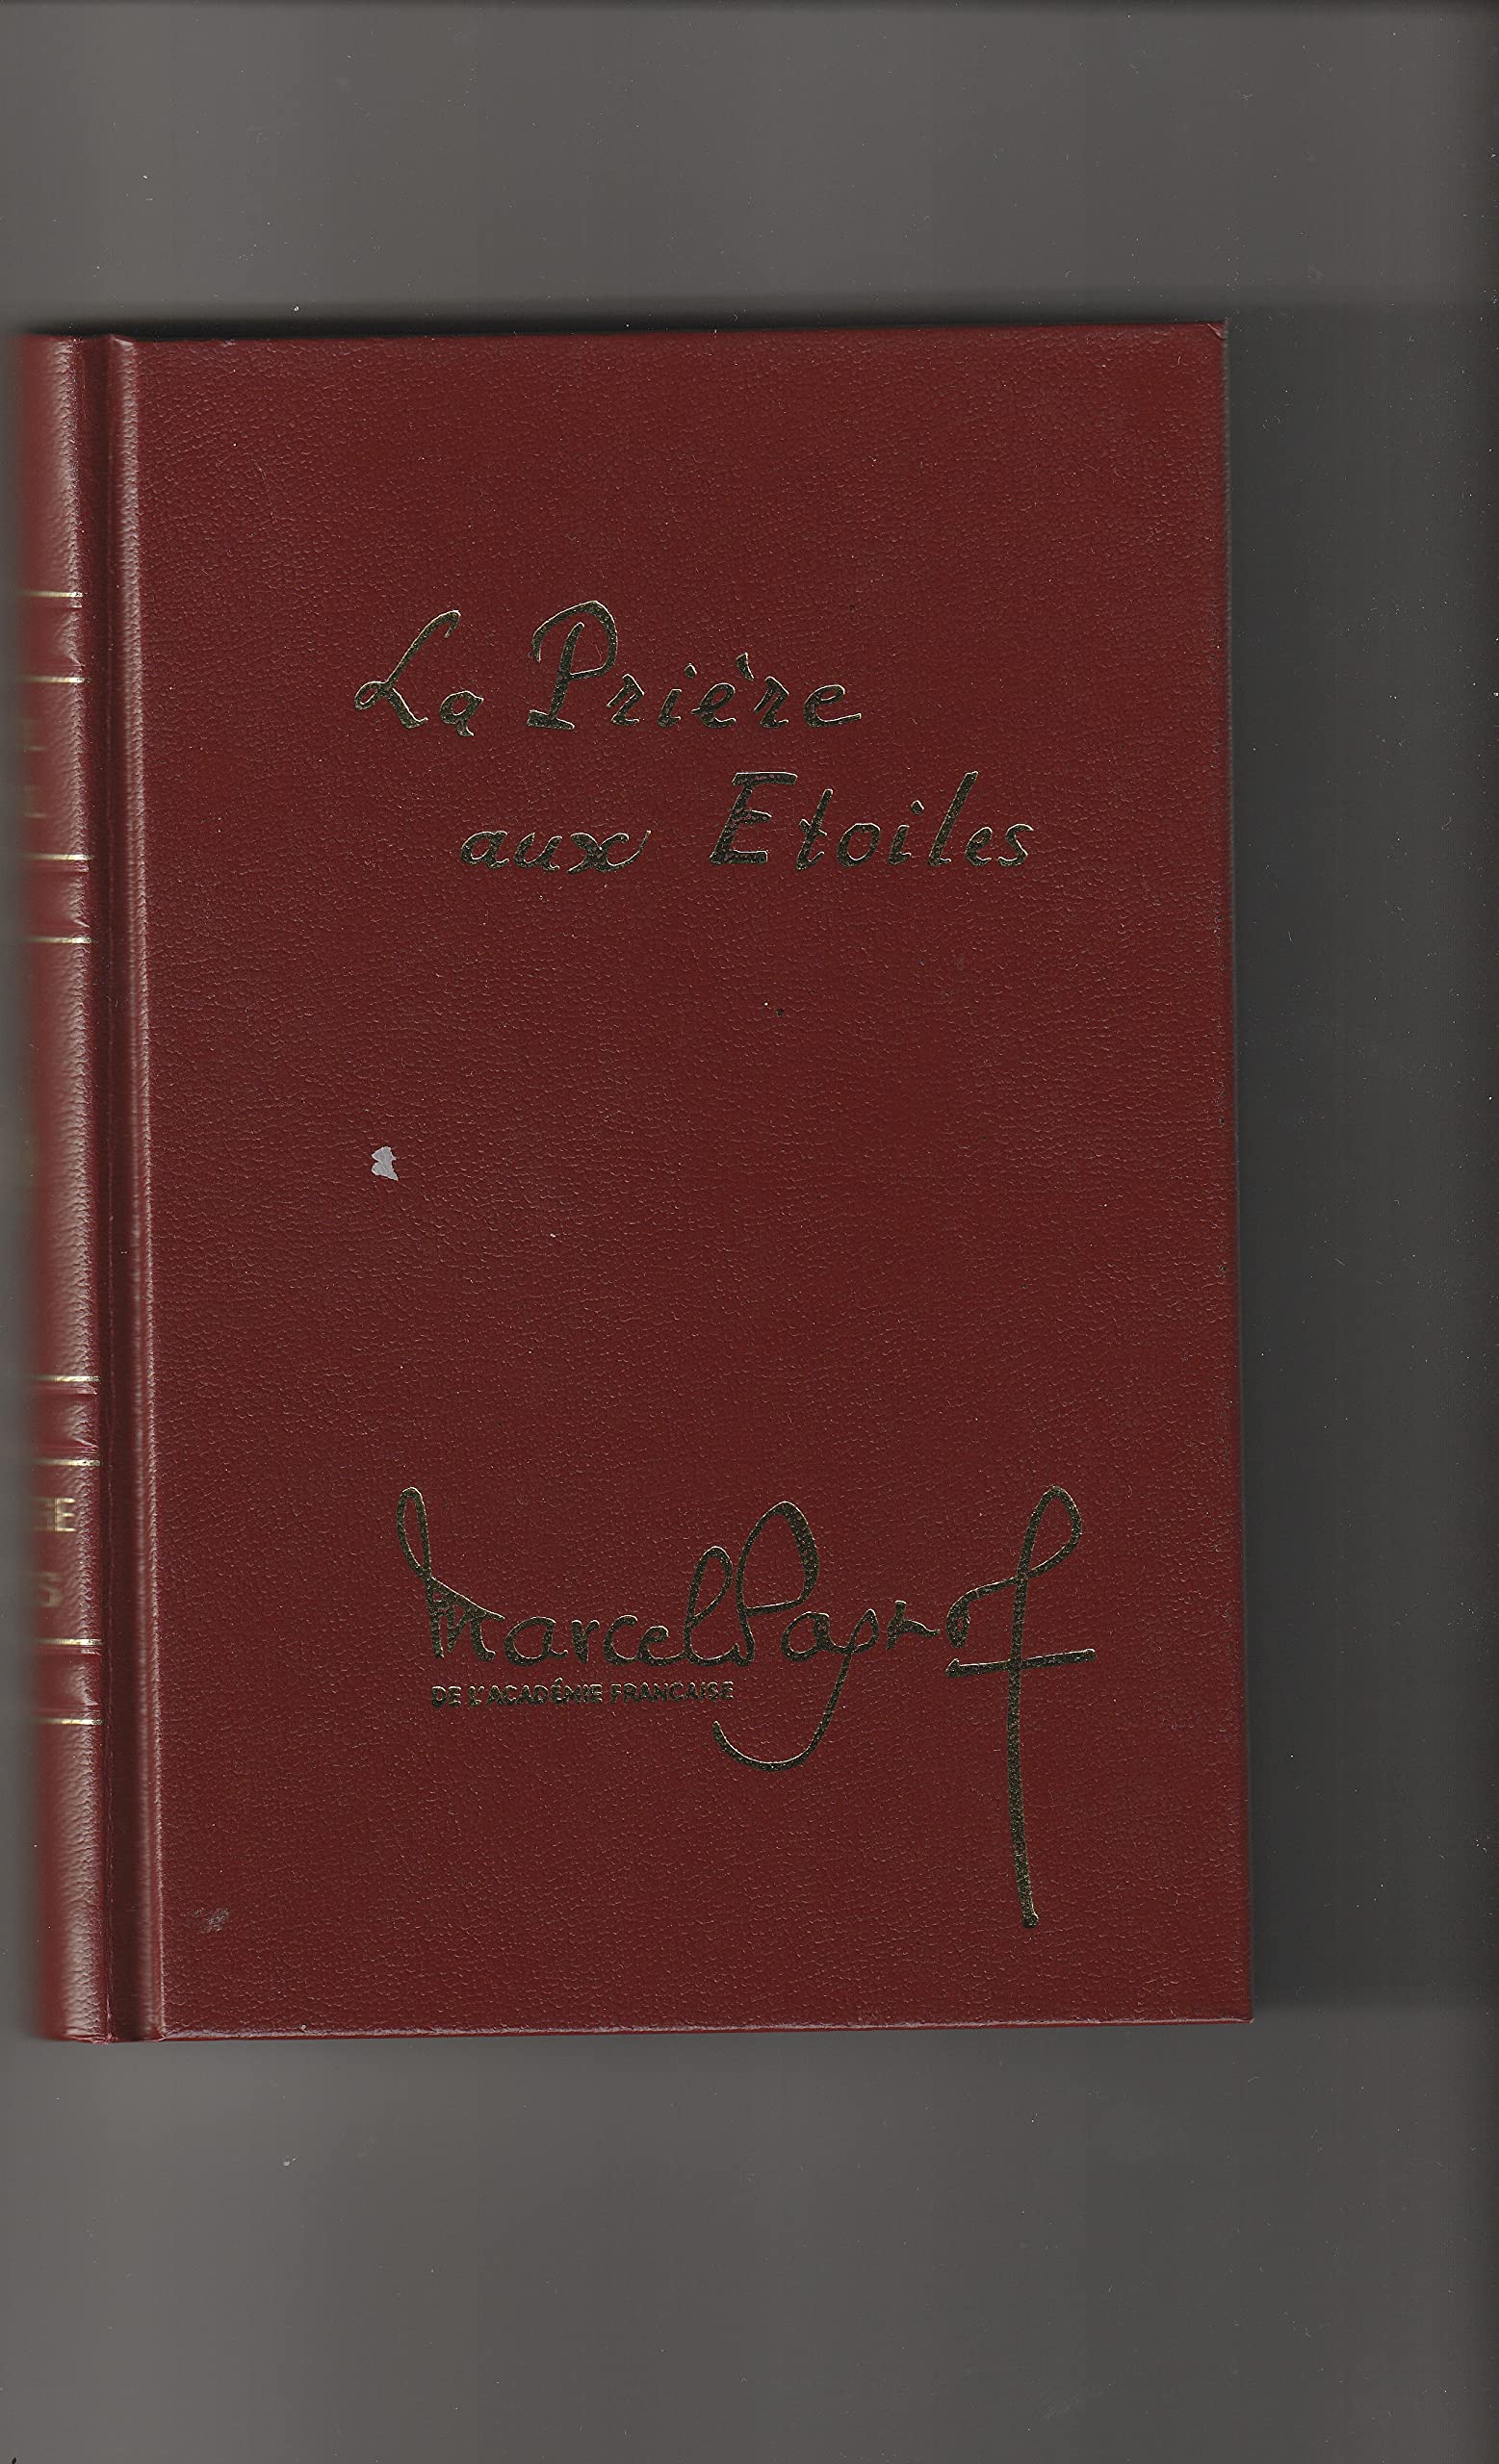 La Prière
aux Etoiles
Marcel Pagnol
DE L'ACADÉMIE FRANCAISE